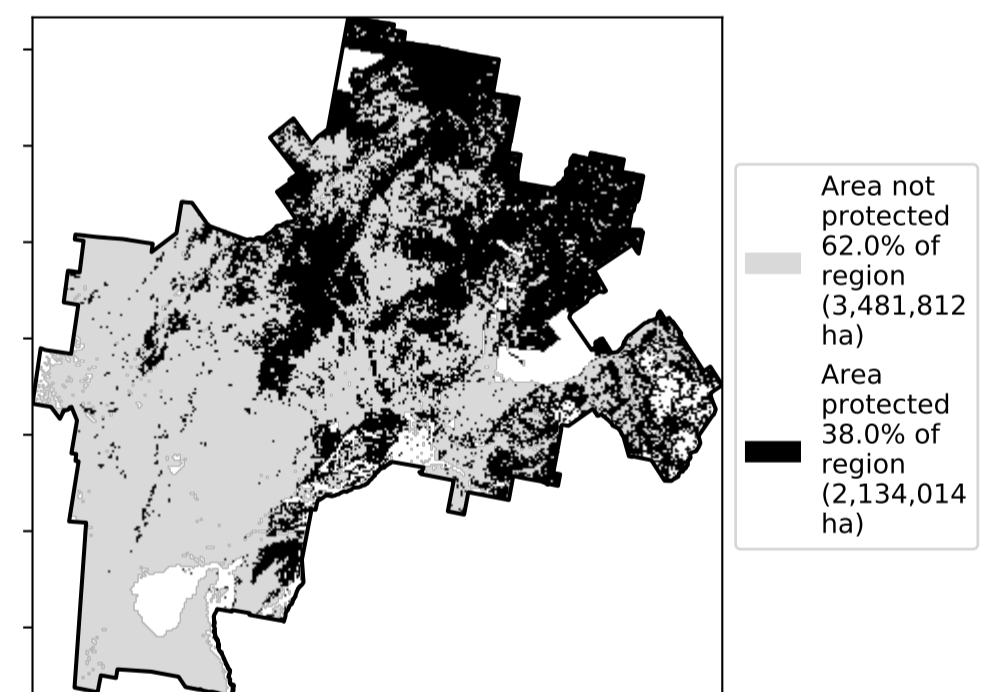 Area not
protected
62.0% of
region
(3,481,812
ha)
Area
protected
38.0% of
region
(2,134,014
ha)